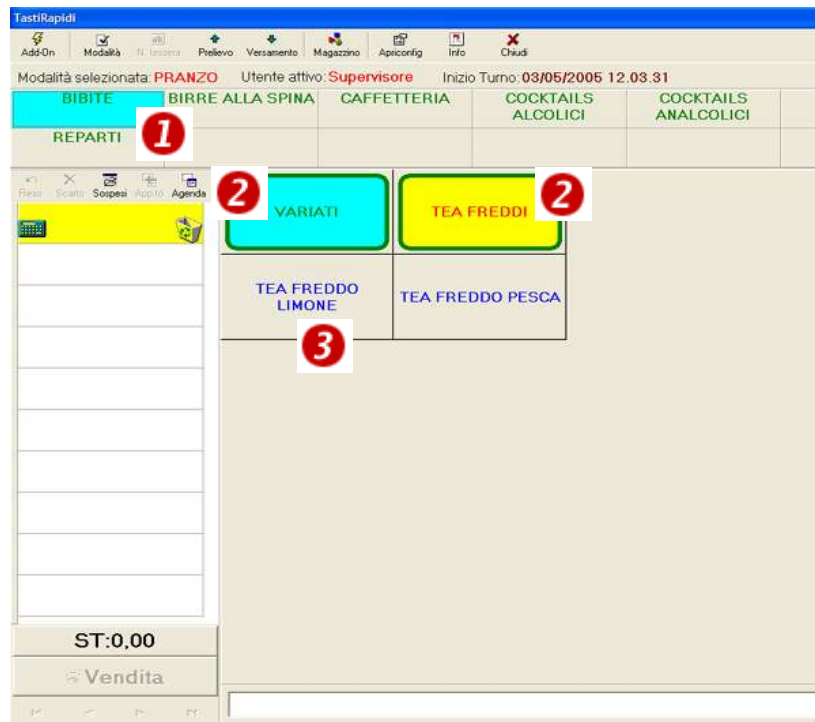 TastiRapidi
Add-On Modalità N. tessera Prelievo Versamento Magazzino Apriconfig Info Chiudi
Modalità selezionata: PRANZO Utente attivo: Supervisore Inizio Turno: 03/05/2005 12.03.31
BIBITE BIRRE ALLA SPINA CAFFETTERIA COCKTAILS ALCOLICI COCKTAILS ANALCOLICI
REPARTI
1
Reso Scarto Sospesi Agenda
2
VARIATI
TEA FREDDI
2
TEA FREDDO LIMONE
TEA FREDDO PESCA
3
ST:0,00
Vendita